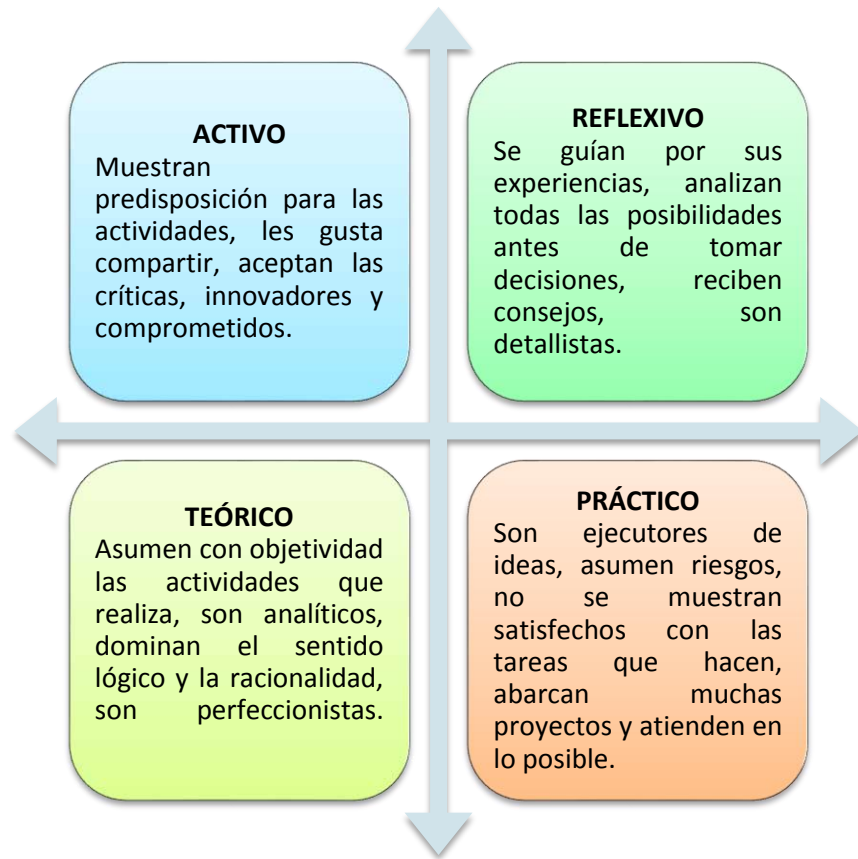 ACTIVO
Muestran
predisposición para las
actividades, les gusta
compartir, aceptan las
críticas, innovadores y
comprometidos.
REFLEXIVO
Se guían por sus
experiencias, analizan
todas las posibilidades
antes de tomar
decisiones, reciben
consejos, son
detallistas.
TEÓRICO
Asumen con objetividad
las actividades que
realiza, son analíticos,
dominan el sentido
lógico y la racionalidad,
son perfeccionistas.
PRÁCTICO
Son ejecutores de
ideas, asumen riesgos,
no se muestran
satisfechos con las
tareas que hacen,
abarcan muchas
proyectos y atienden en
lo posible.